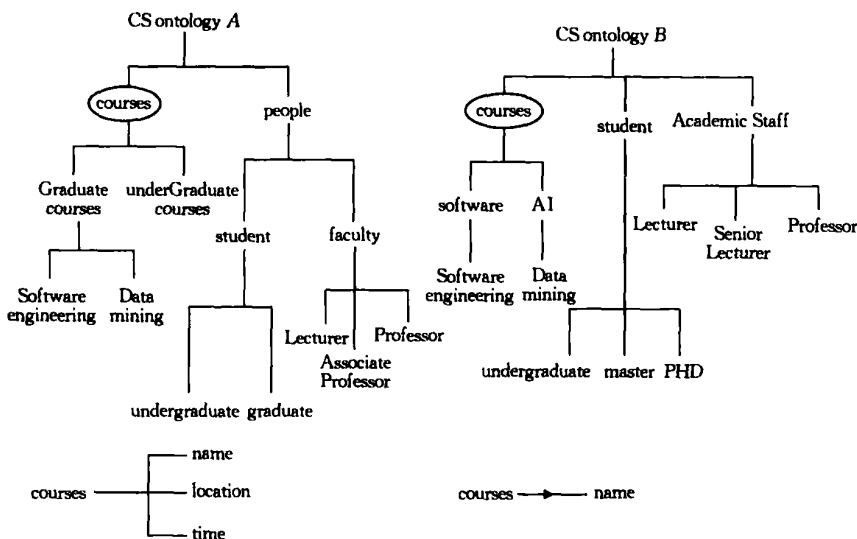 CS ontology A
courses
people
Graduate
courses
underGraduate
courses
student
faculty
Software
engineering
Data
mining
Lecturer
Professor
Associate
Professor
undergraduate
graduate
courses
name
location
time
CS ontology B
courses
student
Academic Staff
software
AI
Lecturer
Senior
Lecturer
Professor
Software
engineering
Data
mining
undergraduate
master
PHD
courses
name